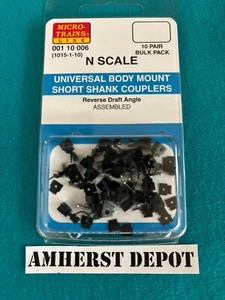 MICRO-
TRAINS®
LINE
001 10 006
(1015-1-10)
10 PAIR
BULK PACK
N SCALE
UNIVERSAL BODY MOUNT
SHORT SHANK COUPLERS
Reverse Draft Angle
ASSEMBLED
AMHERST DEPOT